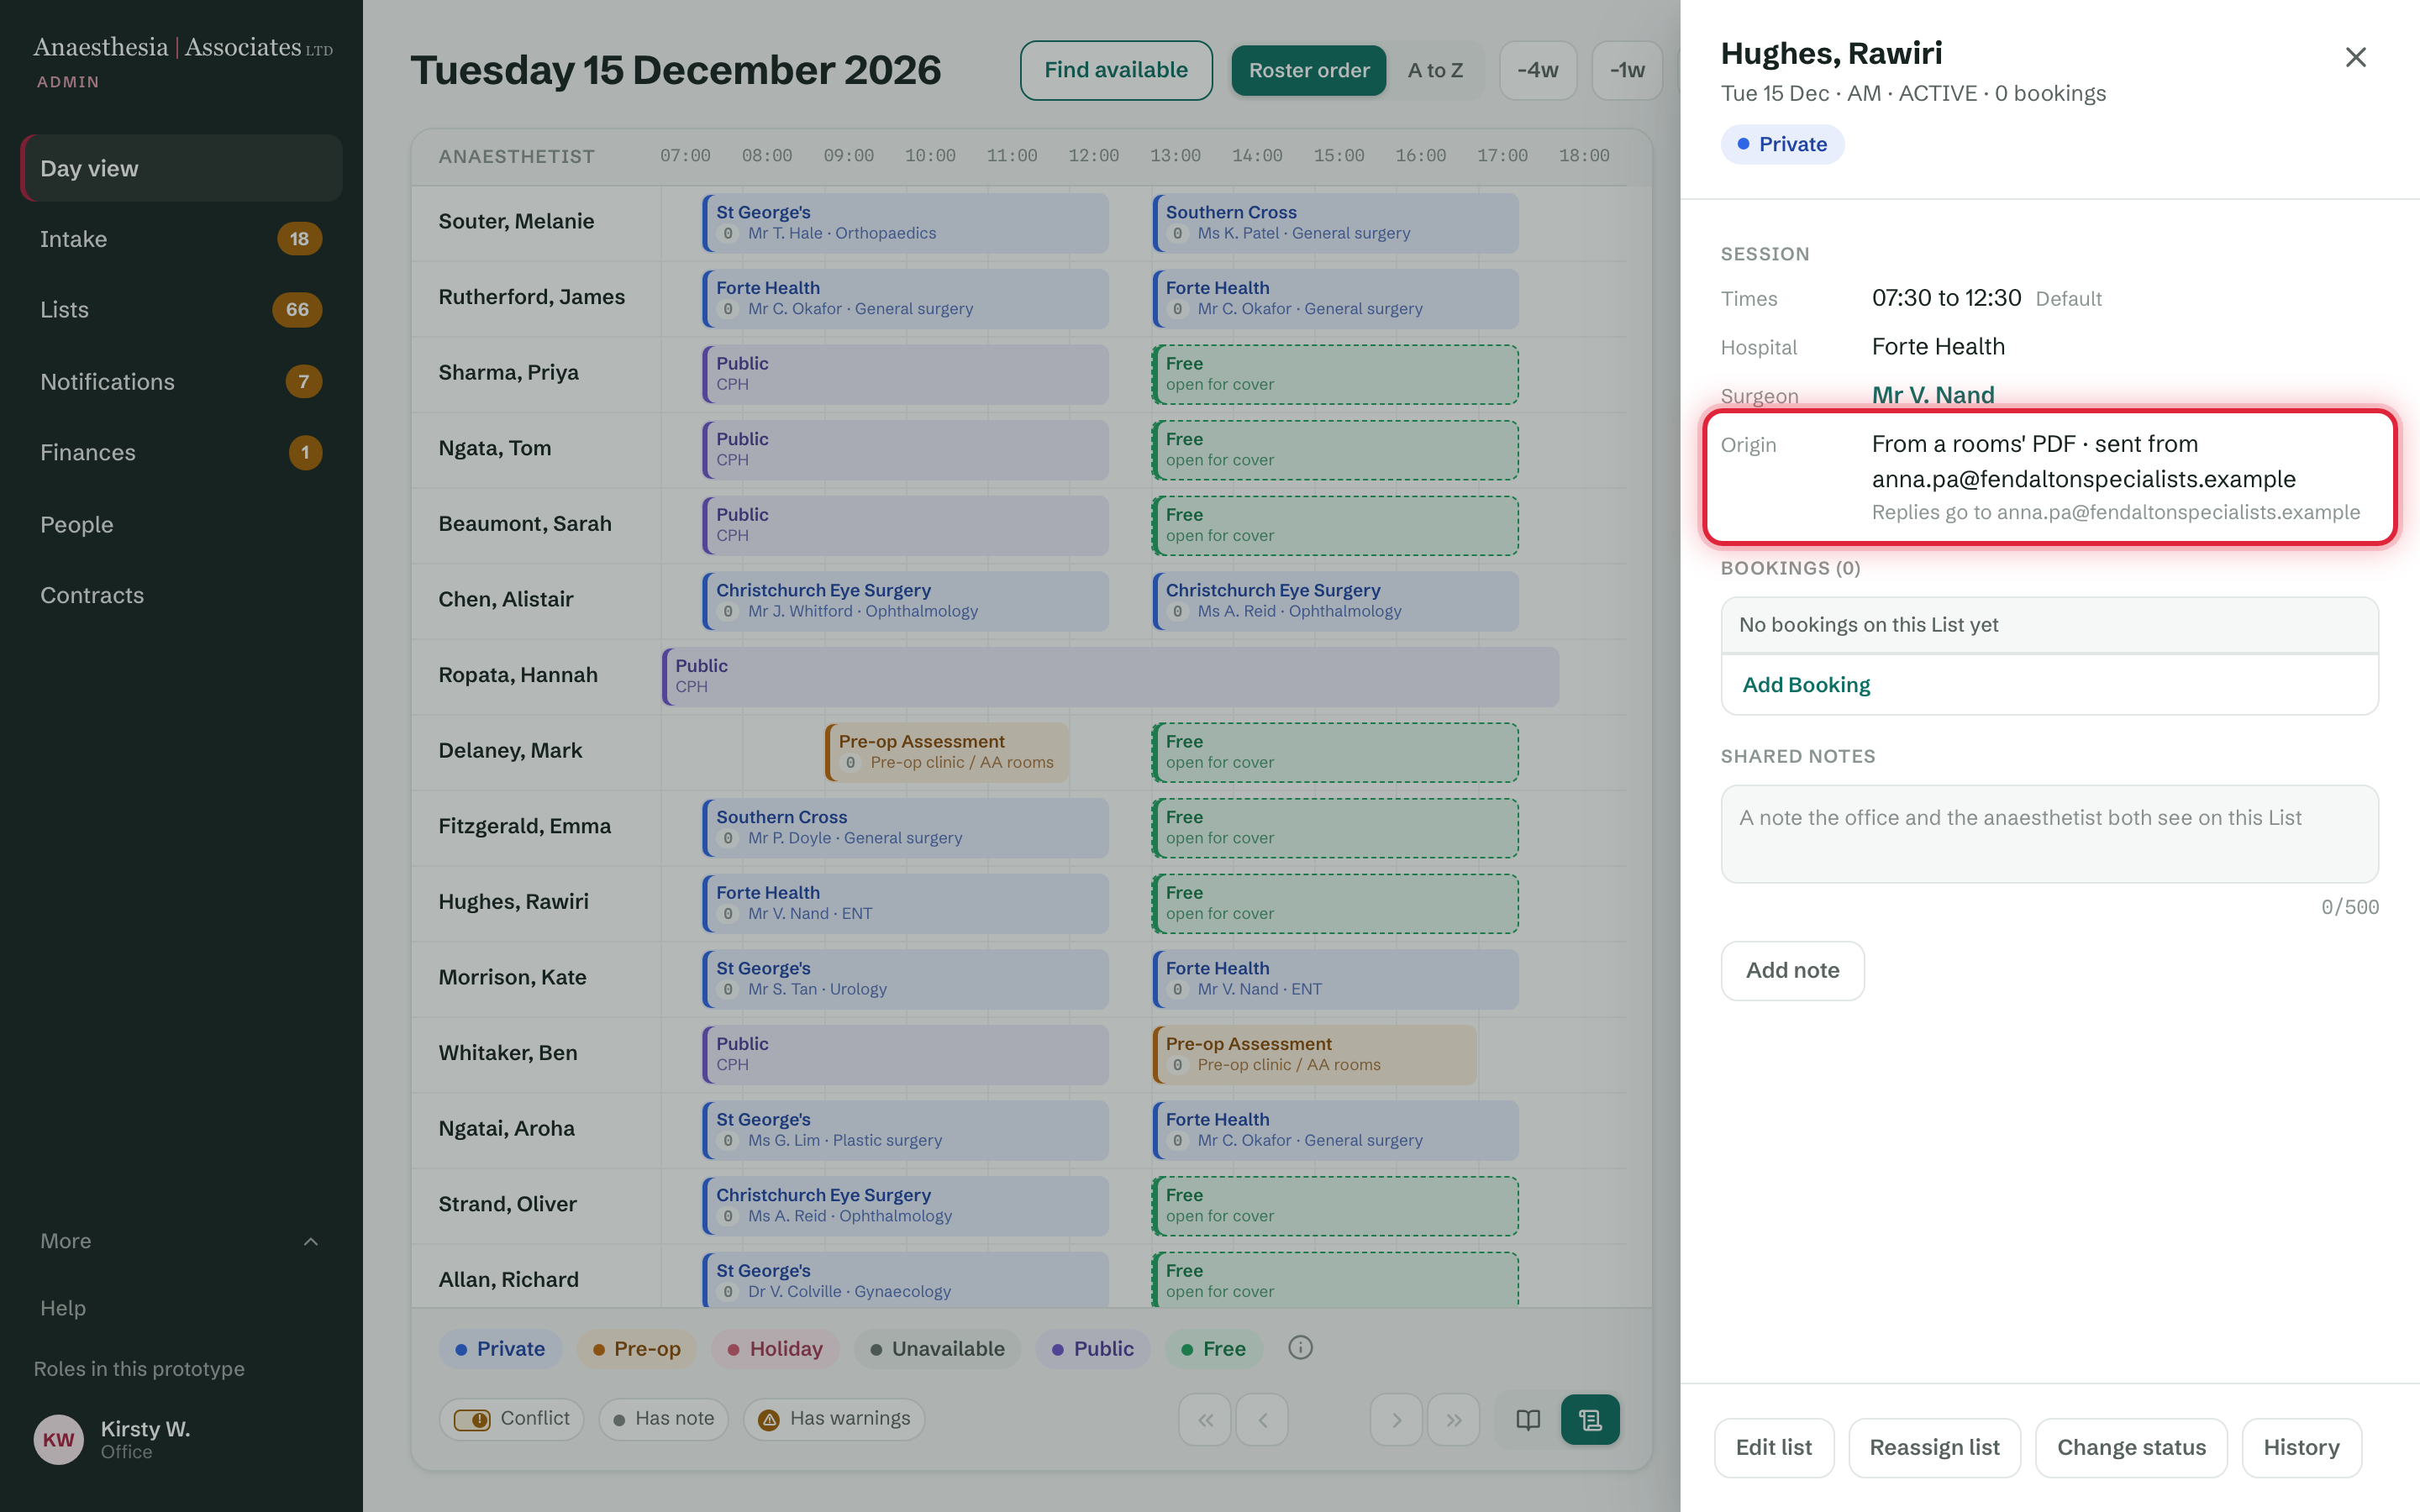 Anaesthesia | Associates LTD
ADMIN
Day view
Intake 18
Lists 66
Notifications 7
Finances 1
People
Contracts
More
Help
Roles in this prototype
KW
Kirsty W.
Office
Tuesday 15 December 2026
Find available
Roster order
A to Z
-4w
-1w
ANAESTHETIST 07:00 08:00 09:00 10:00 11:00 12:00 13:00 14:00 15:00 16:00 17:00 18:00
Souter, Melanie
St George's
0 Mr T. Hale · Orthopaedics
Southern Cross
0 Ms K. Patel · General surgery
Rutherford, James
Forte Health
0 Mr C. Okafor · General surgery
Forte Health
0 Mr C. Okafor · General surgery
Sharma, Priya
Public
CPH
Free
open for cover
Ngata, Tom
Public
CPH
Free
open for cover
Beaumont, Sarah
Public
CPH
Free
open for cover
Chen, Alistair
Christchurch Eye Surgery
0 Mr J. Whitford · Ophthalmology
Christchurch Eye Surgery
0 Ms A. Reid · Ophthalmology
Ropata, Hannah
Public
CPH
Delaney, Mark
Pre-op Assessment
0 Pre-op clinic / AA rooms
Free
open for cover
Fitzgerald, Emma
Southern Cross
0 Mr P. Doyle · General surgery
Free
open for cover
Hughes, Rawiri
Forte Health
0 Mr V. Nand · ENT
Free
open for cover
Morrison, Kate
St George's
0 Mr S. Tan · Urology
Forte Health
0 Mr V. Nand · ENT
Whitaker, Ben
Public
CPH
Pre-op Assessment
0 Pre-op clinic / AA rooms
Ngatai, Aroha
St George's
0 Ms G. Lim · Plastic surgery
Forte Health
0 Mr C. Okafor · General surgery
Strand, Oliver
Christchurch Eye Surgery
0 Ms A. Reid · Ophthalmology
Free
open for cover
Allan, Richard
St George's
0 Dr V. Colville · Gynaecology
Free
open for cover
Private
Pre-op
Holiday
Unavailable
Public
Free
Conflict
Has note
Has warnings
Hughes, Rawiri
Tue 15 Dec · AM · ACTIVE · 0 bookings
Private
SESSION
Times 07:30 to 12:30 Default
Hospital Forte Health
Surgeon Mr V. Nand
Origin From a rooms' PDF · sent from
anna.pa@fendaltonspecialists.example
Replies go to anna.pa@fendaltonspecialists.example
BOOKINGS (0)
No bookings on this List yet
Add Booking
SHARED NOTES
A note the office and the anaesthetist both see on this List
0/500
Add note
Edit list
Reassign list
Change status
History